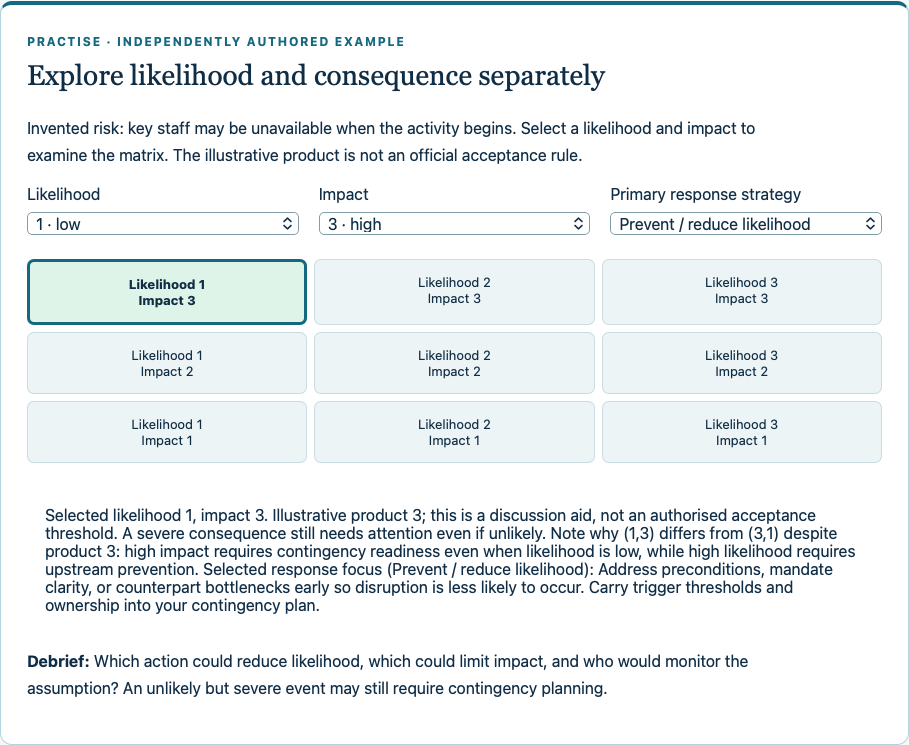 PRACTISE · INDEPENDENTLY AUTHORED EXAMPLE
Explore likelihood and consequence separately
Invented risk: key staff may be unavailable when the activity begins. Select a likelihood and impact to
examine the matrix. The illustrative product is not an official acceptance rule.
Likelihood
Impact
Primary response strategy
1 · low
3 · high
Prevent / reduce likelihood
Likelihood 1
Impact 3
Likelihood 2
Impact 3
Likelihood 3
Impact 3
Likelihood 1
Impact 2
Likelihood 2
Impact 2
Likelihood 3
Impact 2
Likelihood 1
Impact 1
Likelihood 2
Impact 1
Likelihood 3
Impact 1
Selected likelihood 1, impact 3. Illustrative product 3; this is a discussion aid, not an authorised acceptance
threshold. A severe consequence still needs attention even if unlikely. Note why (1,3) differs from (3,1) despite
product 3: high impact requires contingency readiness even when likelihood is low, while high likelihood requires
upstream prevention. Selected response focus (Prevent / reduce likelihood): Address preconditions, mandate
clarity, or counterpart bottlenecks early so disruption is less likely to occur. Carry trigger thresholds and
ownership into your contingency plan.
Debrief: Which action could reduce likelihood, which could limit impact, and who would monitor the
assumption? An unlikely but severe event may still require contingency planning.